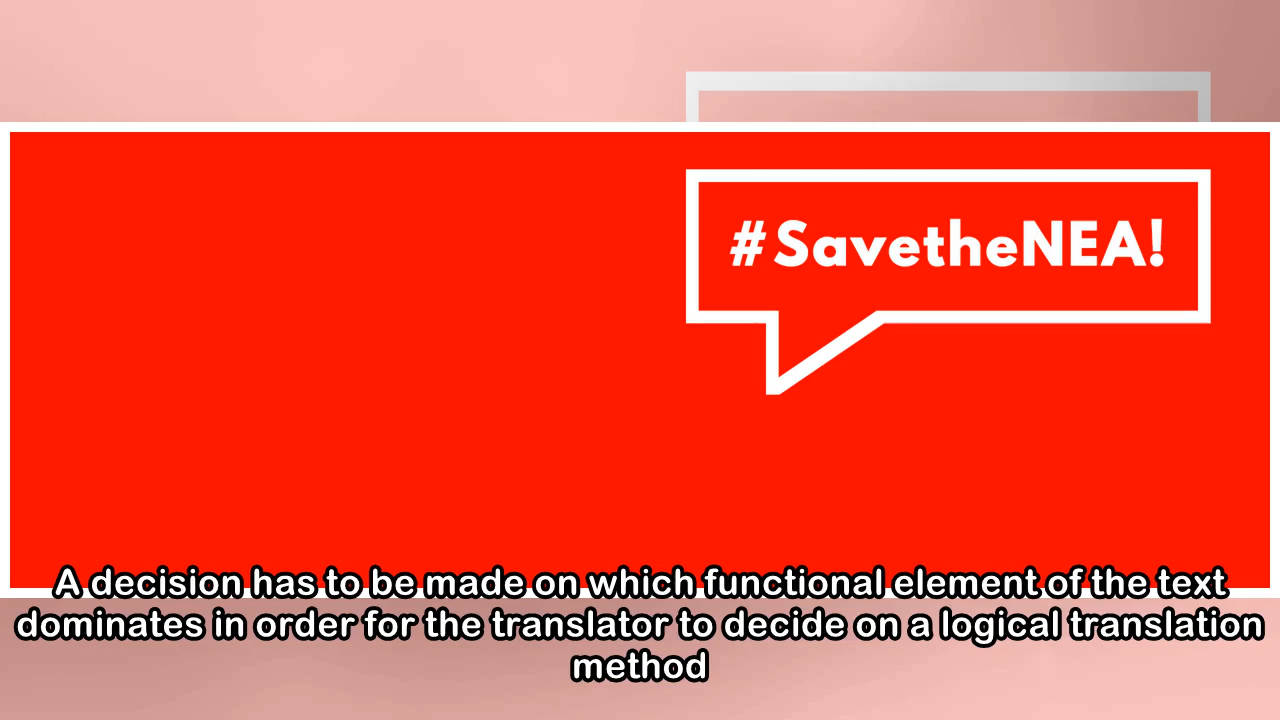 #SavetheNEA!
A decision has to be made on which functional element of the text
dominates in order for the translator to decide on a logical translation
method